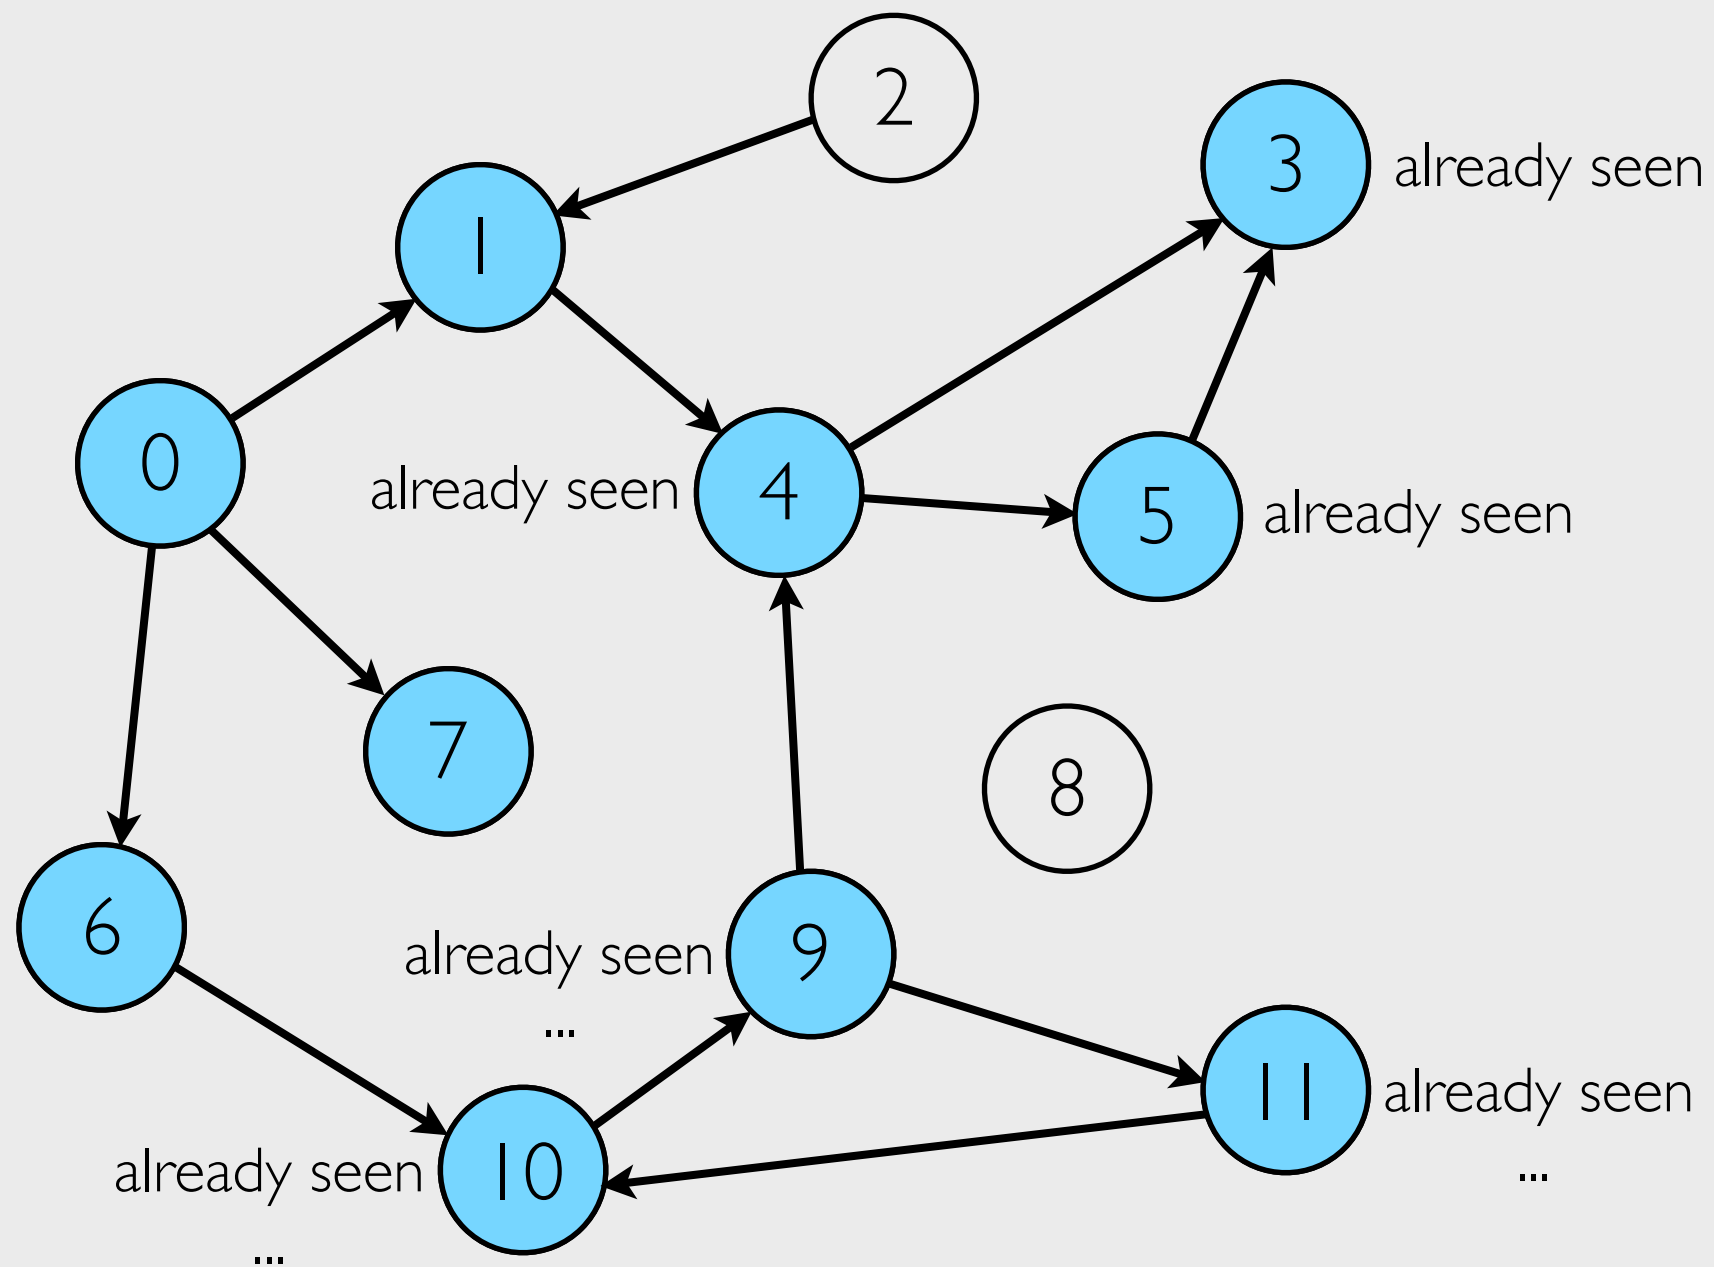 2
3 already seen
1
0
already seen 4
5 already seen
7
8
6
already seen 9
...
11 already seen
...
already seen 10
...